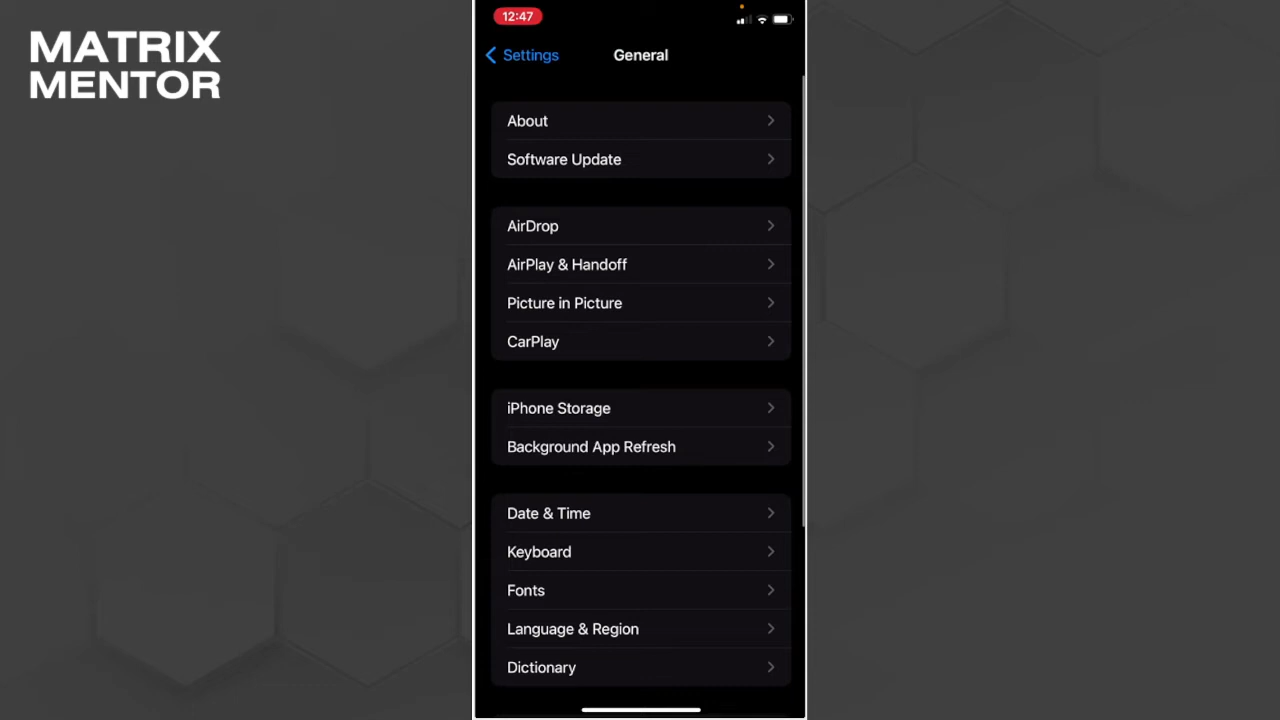 MATRIX
MENTOR
12:47
Settings
General
About
Software Update
AirDrop
AirPlay & Handoff
Picture in Picture
CarPlay
iPhone Storage
Background App Refresh
Date & Time
Keyboard
Fonts
Language & Region
Dictionary